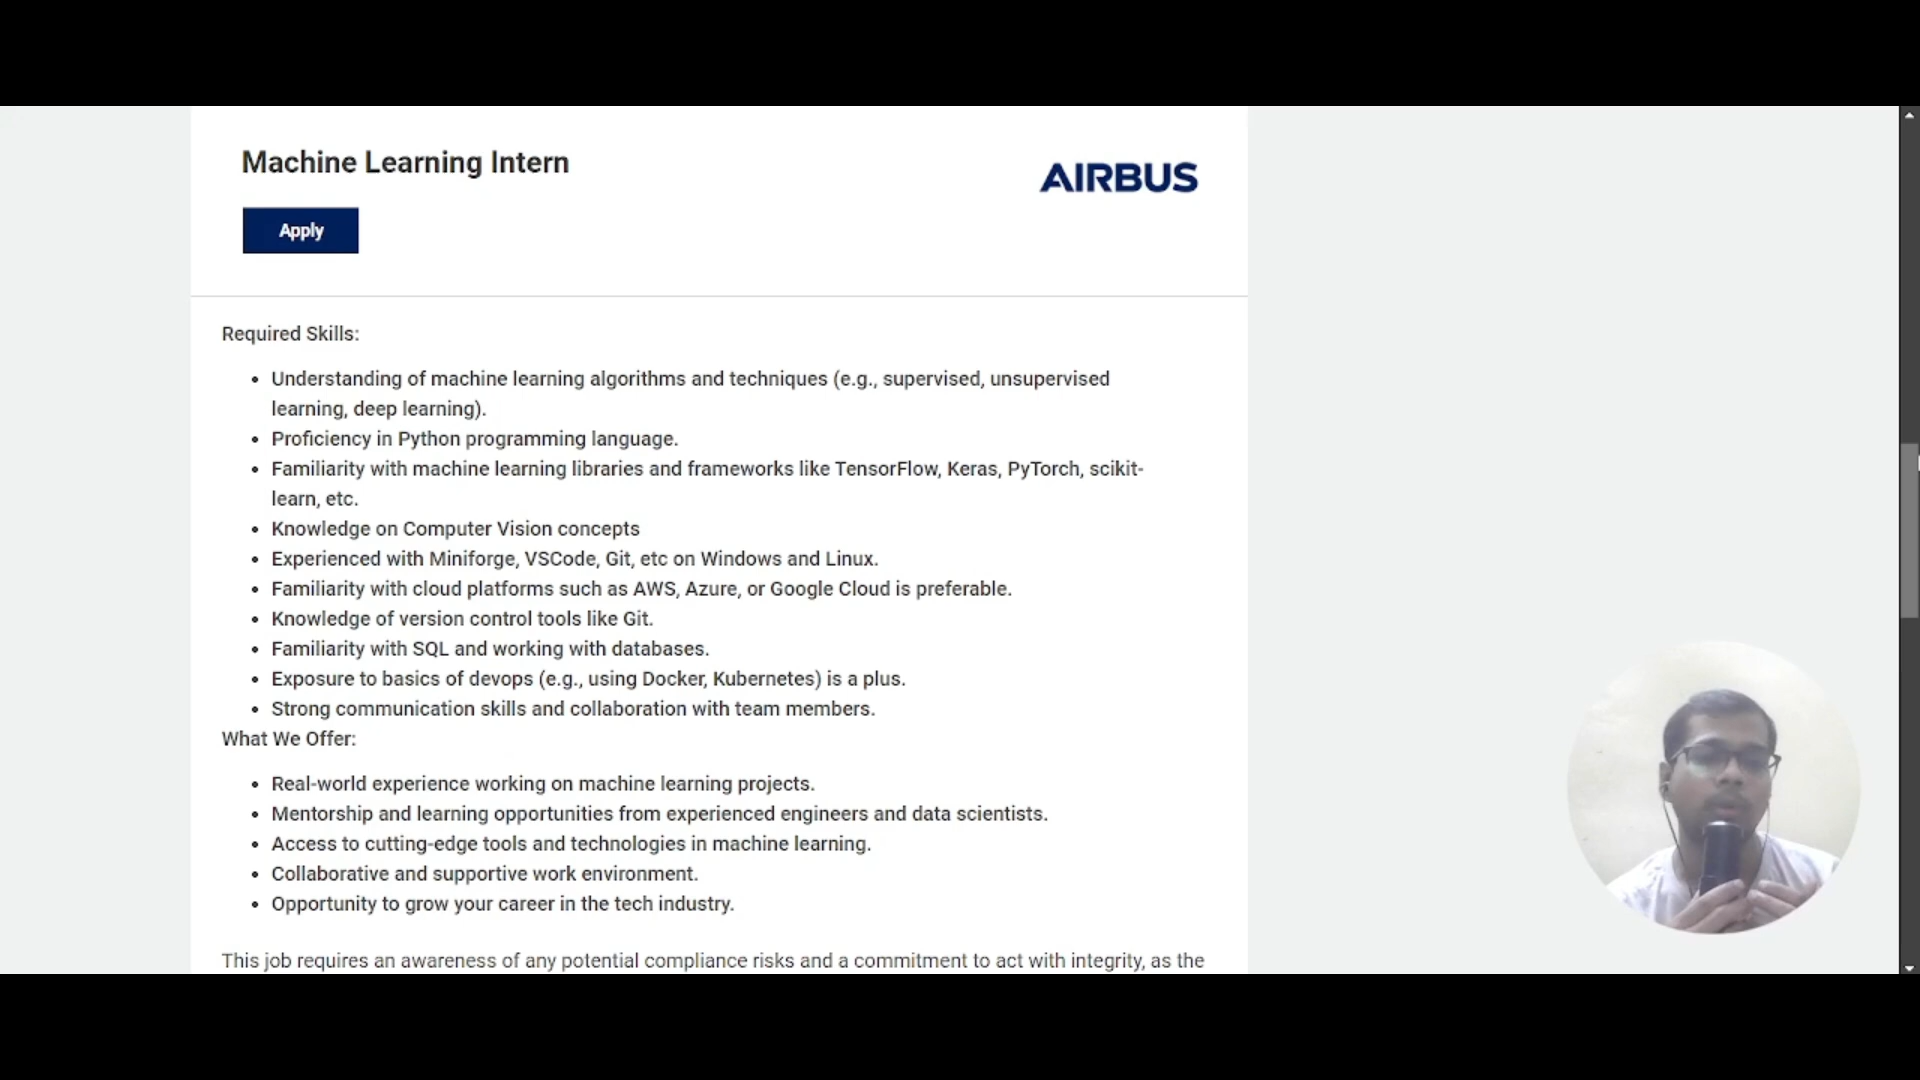 Machine Learning Intern
AIRBUS
Apply
Required Skills:
• Understanding of machine learning algorithms and techniques (e.g., supervised, unsupervised
learning, deep learning).
• Proficiency in Python programming language.
• Familiarity with machine learning libraries and frameworks like TensorFlow, Keras, PyTorch, scikit-
learn, etc.
• Knowledge on Computer Vision concepts
• Experienced with Miniforge, VSCode, Git, etc on Windows and Linux.
• Familiarity with cloud platforms such as AWS, Azure, or Google Cloud is preferable.
• Knowledge of version control tools like Git.
• Familiarity with SQL and working with databases.
• Exposure to basics of devops (e.g., using Docker, Kubernetes) is a plus.
• Strong communication skills and collaboration with team members.
What We Offer:
• Real-world experience working on machine learning projects.
• Mentorship and learning opportunities from experienced engineers and data scientists.
• Access to cutting-edge tools and technologies in machine learning.
• Collaborative and supportive work environment.
• Opportunity to grow your career in the tech industry.
This job requires an awareness of any potential compliance risks and a commitment to act with integrity, as the